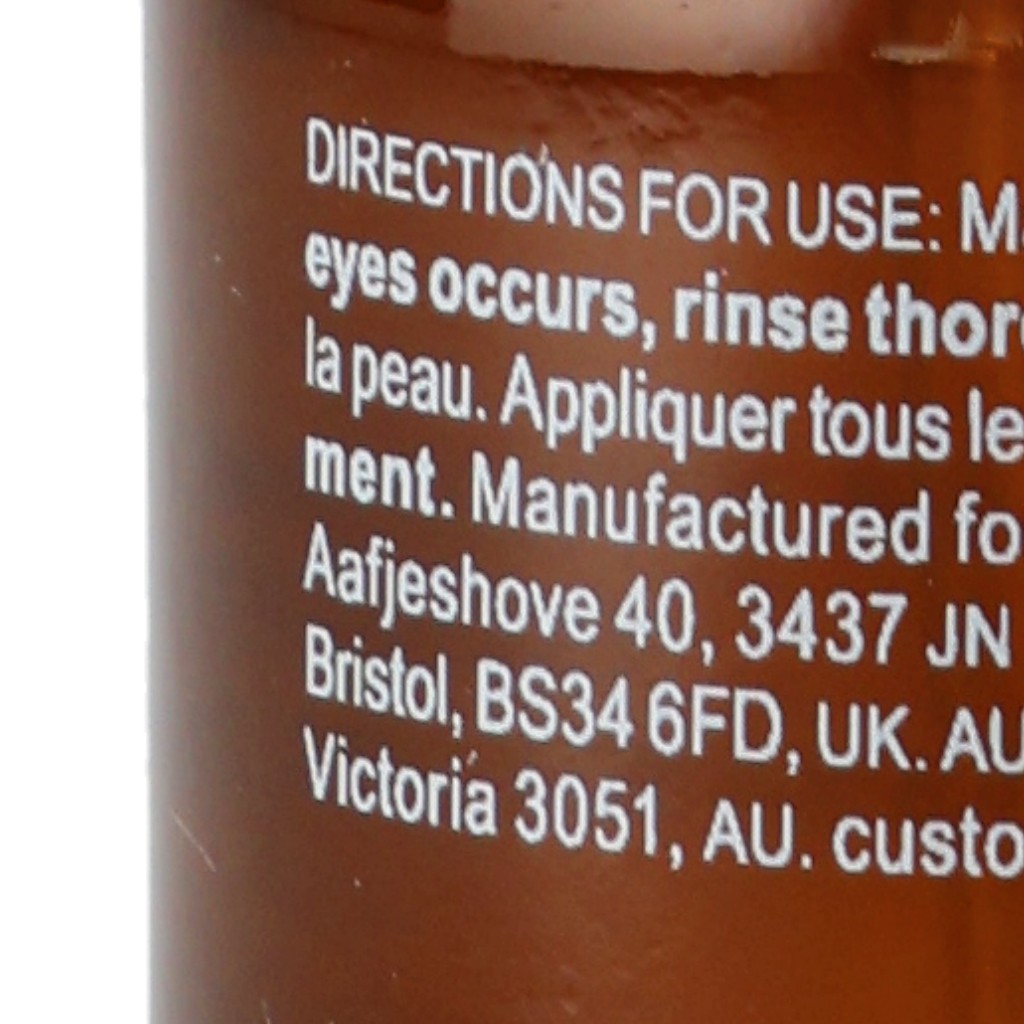 DIRECTIONS FOR USE:
eyes occurs, rinse
la peau. Appliquer tous
ment. Manufactured
Aafjeshove 40, 3437 JN
Bristol, BS34 6FD, UK.
Victoria 3051, AU.